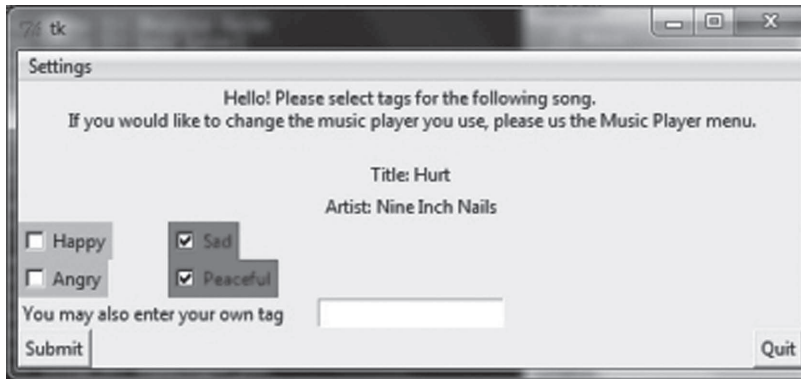 tk
Settings
Hello! Please select tags for the following song.
If you would like to change the music player you use, please us the Music Player menu.
Title: Hurt
Artist: Nine Inch Nails
Happy Sad
Angry Peaceful
You may also enter your own tag
Submit Quit